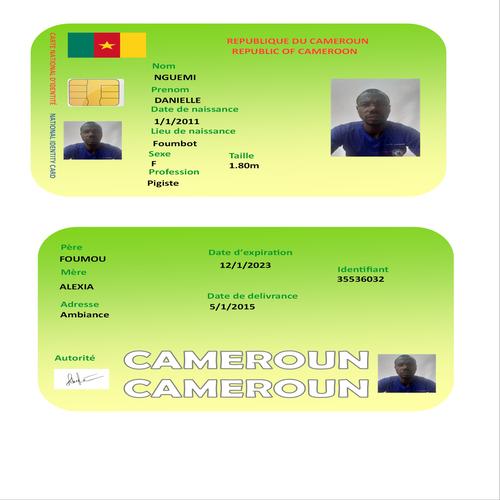 CARTE NATIONAL D'IDENTITÉ
NATIONAL IDENTITY CARD
REPUBLIQUE DU CAMEROUN
REPUBLIC OF CAMEROON
Nom
NGUEMI
Prenom
DANIELLE
Date de naissance
1/1/2011
Lieu de naissance
Foumbot
Sexe Taille
F 1.80m
Profession
Pigiste
Père
FOUMOU
Mère
ALEXIA
Adresse
Ambiance
Date d'expiration
12/1/2023
Identifiant
35536032
Date de delivrance
5/1/2015
Autorité
CAMEROUN
CAMEROUN